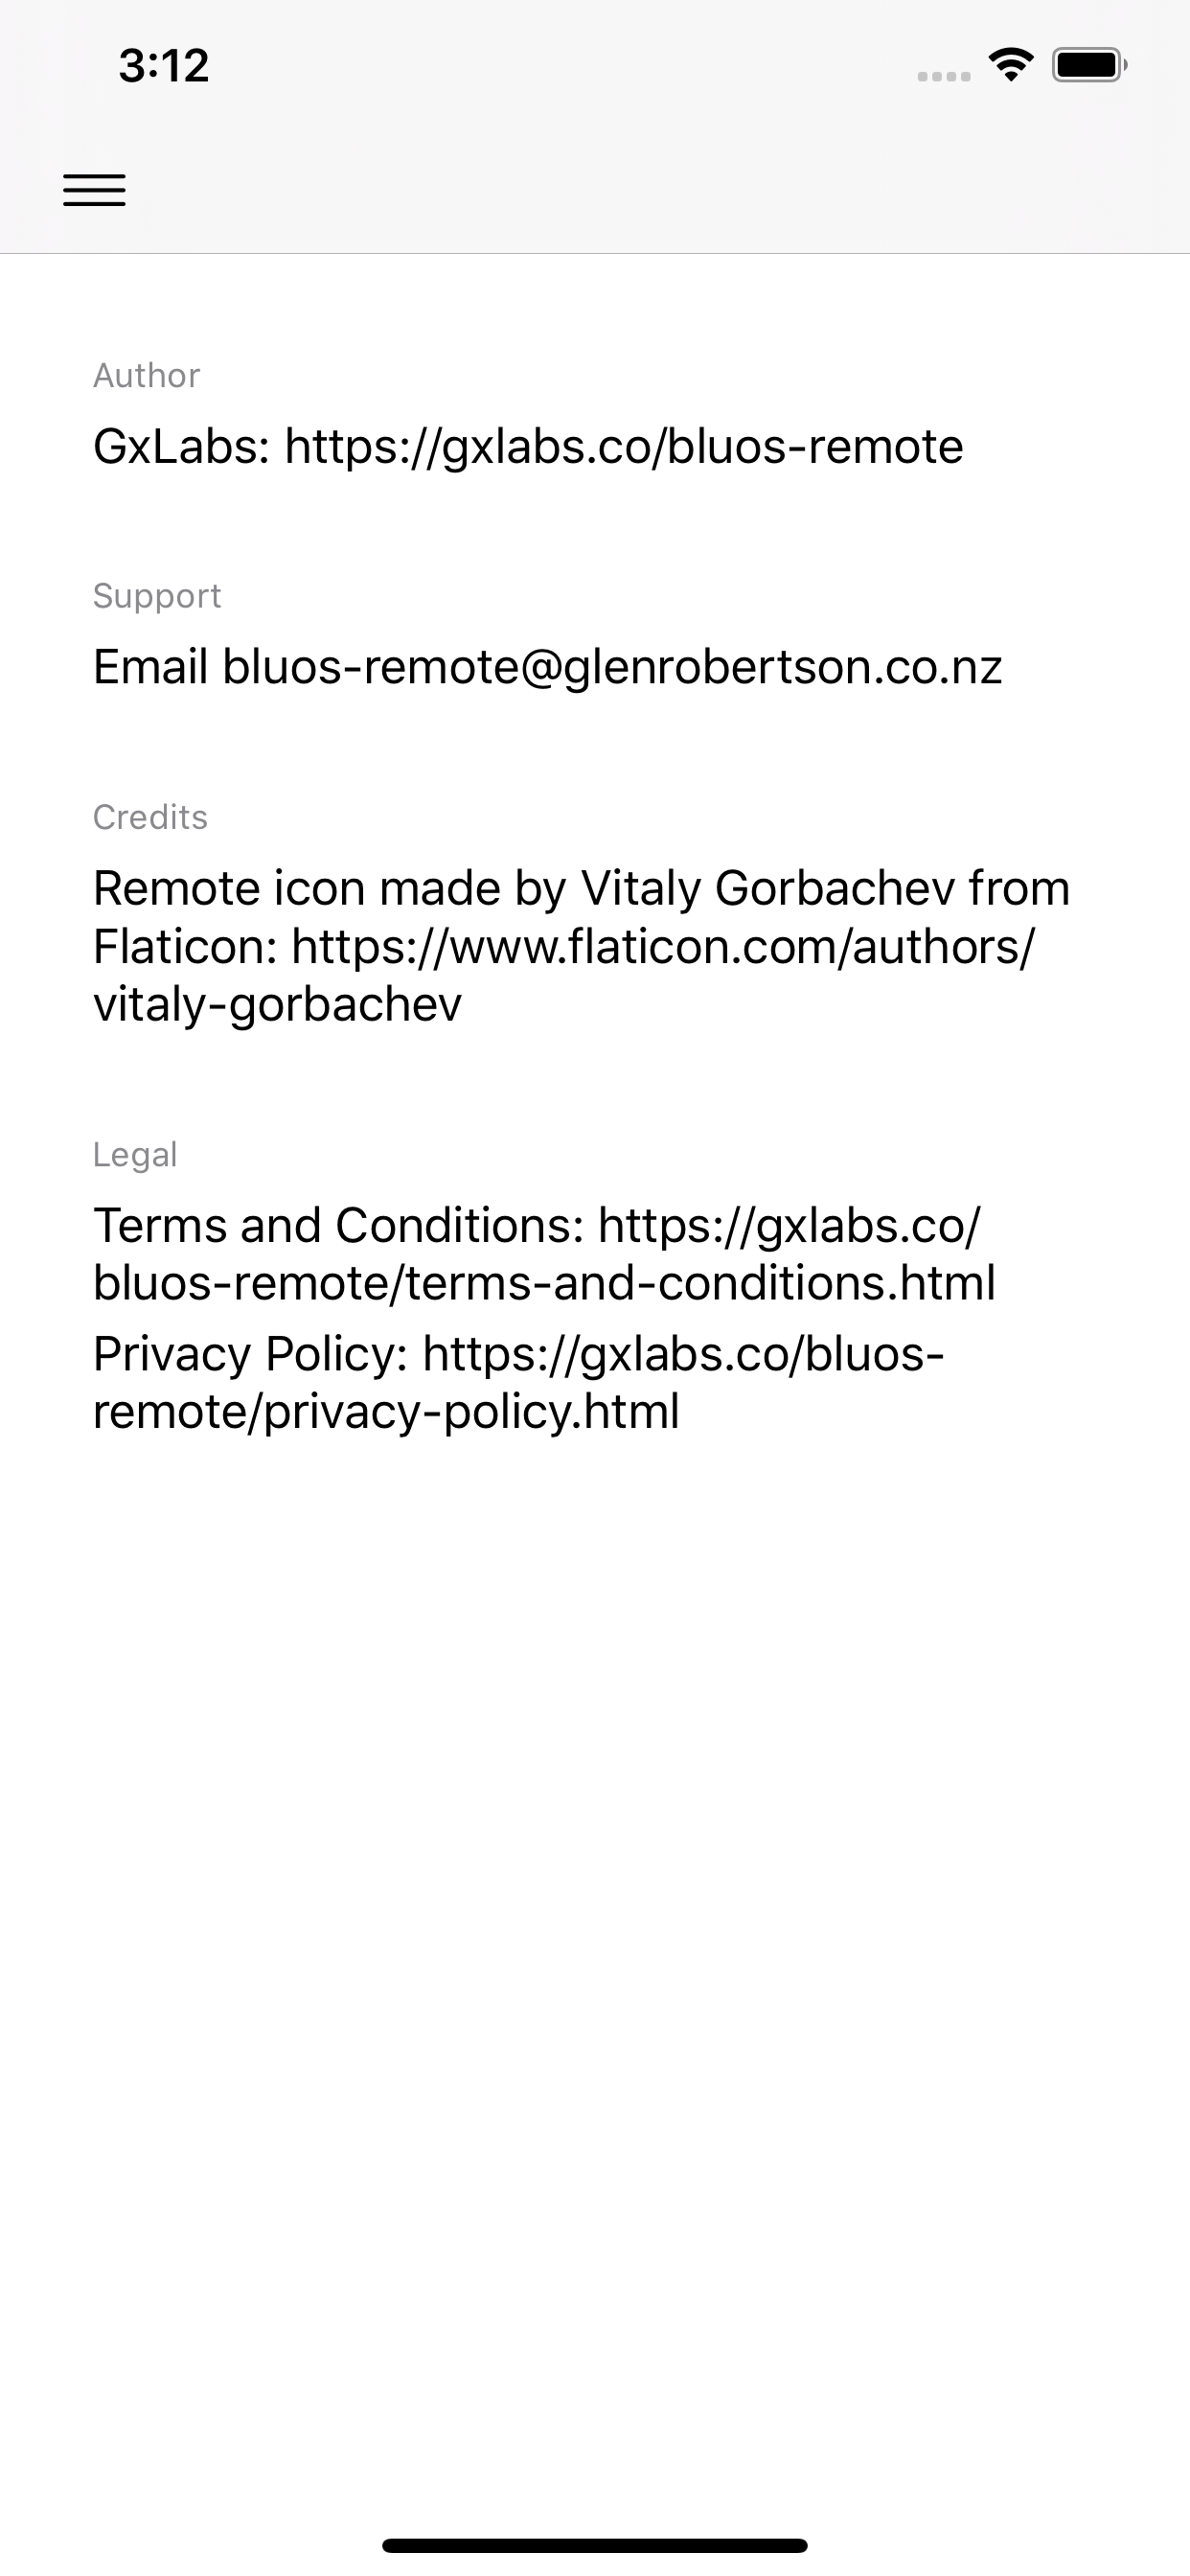 3:12
Author
GxLabs: https://gxlabs.co/bluos-remote
Support
Email bluos-remote@glenrobertson.co.nz
Credits
Remote icon made by Vitaly Gorbachev from
Flaticon: https://www.flaticon.com/authors/
vitaly-gorbachev
Legal
Terms and Conditions: https://gxlabs.co/
bluos-remote/terms-and-conditions.html
Privacy Policy: https://gxlabs.co/bluos-
remote/privacy-policy.html